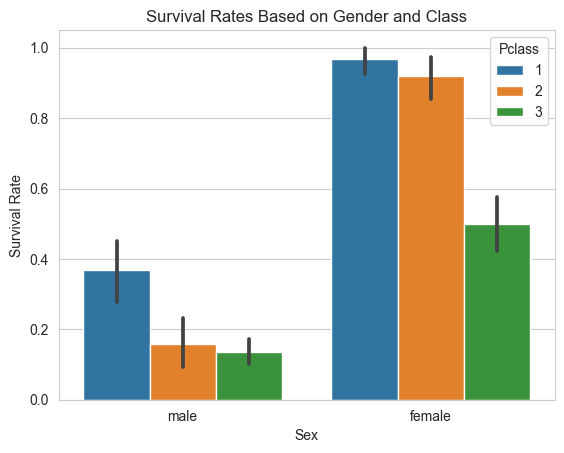 Survival Rates Based on Gender and Class
Pclass
1
2
3
1.0
0.8
0.6
0.4
0.2
0.0
Survival Rate
male
female
Sex